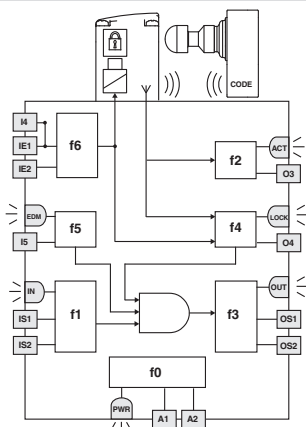 CODE
I4
IE1
f6
IE2
f2
ACT
O3
EDM
I5
f5
f4
LOCK
O4
IN
IS1
IS2
f1
f3
OUT
OS1
OS2
f0
PWR
A1
A2